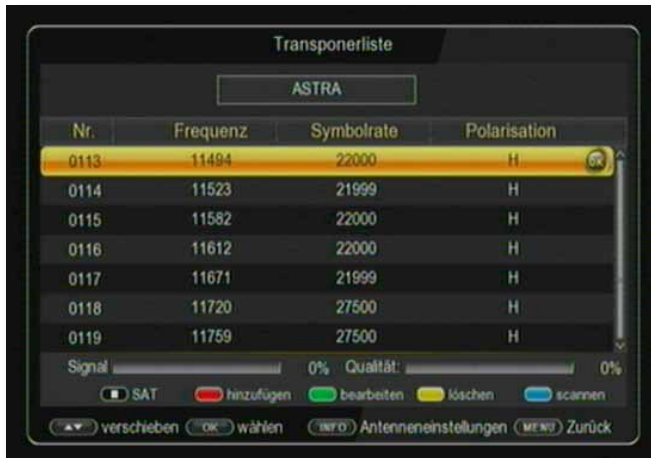 Transponerliste
ASTRA
Nr. Frequenz Symbolrate Polarisation
0113 11494 22000 H OK
0114 11523 21999 H
0115 11582 22000 H
0116 11612 22000 H
0117 11671 21999 H
0118 11720 27500 H
0119 11759 27500 H
Signal 0% Qualität: 0%
SAT hinzufügen bearbeiten löschen scannen
verschieben OK wählen INFO Antenneneinstellungen MENU Zurück